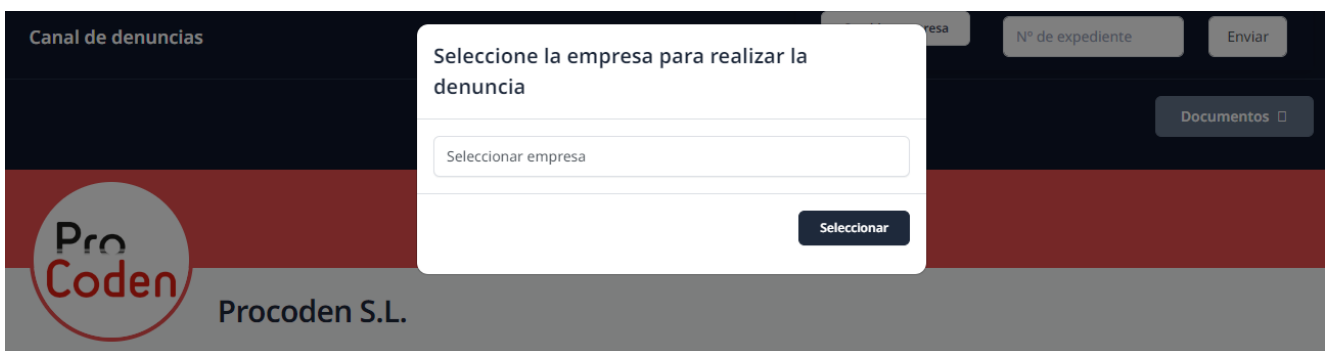 Canal de denuncias
resa
Nº de expediente
Enviar
Seleccione la empresa para realizar la
denuncia
Documentos
Seleccionar empresa
Seleccionar
Pro
Coden
Procoden S.L.